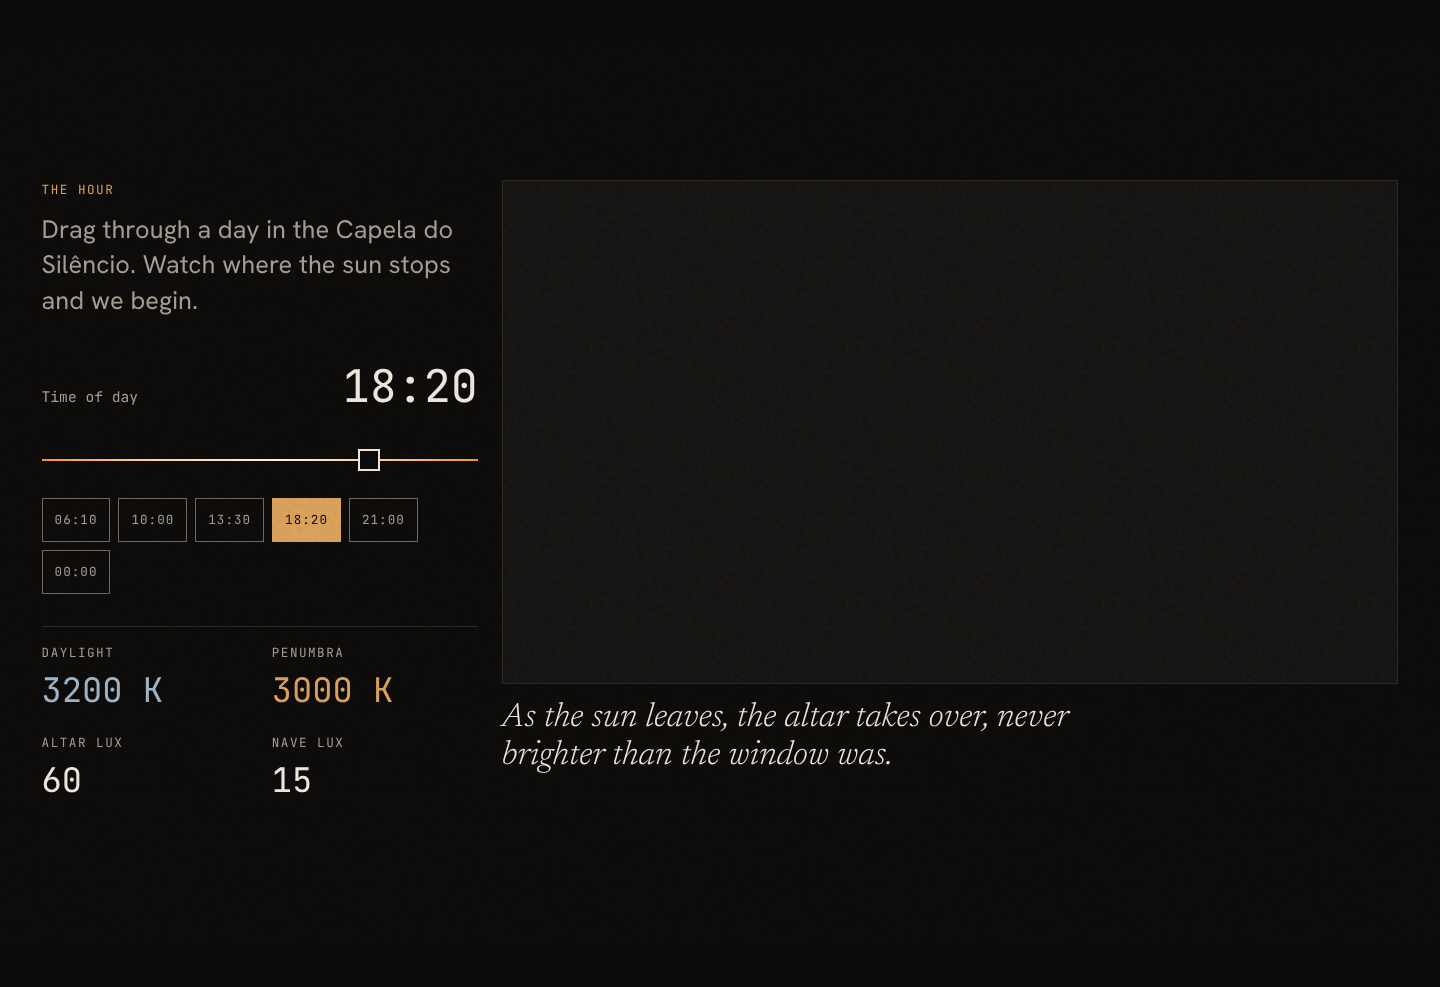 THE HOUR
Drag through a day in the Capela do
Silêncio. Watch where the sun stops
and we begin.
Time of day
18:20
06:10
10:00
13:30
18:20
21:00
00:00
DAYLIGHT
3200 K
PENUMBRA
3000 K
ALTAR LUX
60
NAVE LUX
15
As the sun leaves, the altar takes over, never
brighter than the window was.